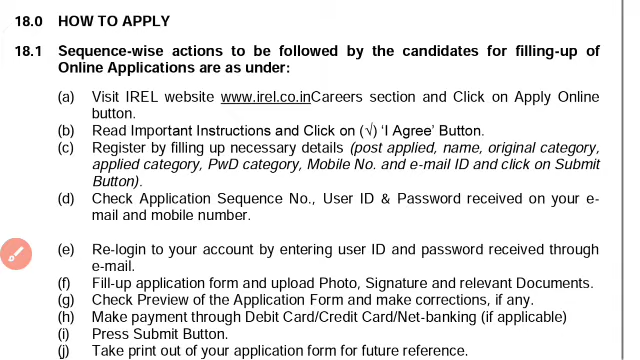 18.0 HOW TO APPLY
18.1 Sequence-wise actions to be followed by the candidates for filling-up of
Online Applications are as under:
(a) Visit IREL website www.irel.co.inCareers section and Click on Apply Online
button.
(b) Read Important Instructions and Click on (√) ‘I Agree’ Button.
(c) Register by filling up necessary details (post applied, name, original category,
applied category, PwD category, Mobile No. and e-mail ID and click on Submit
Button).
(d) Check Application Sequence No., User ID & Password received on your e-
mail and mobile number.
(e) Re-login to your account by entering user ID and password received through
e-mail.
(f) Fill-up application form and upload Photo, Signature and relevant Documents.
(g) Check Preview of the Application Form and make corrections, if any.
(h) Make payment through Debit Card/Credit Card/Net-banking (if applicable)
(i) Press Submit Button.
(j) Take print out of your application form for future reference.